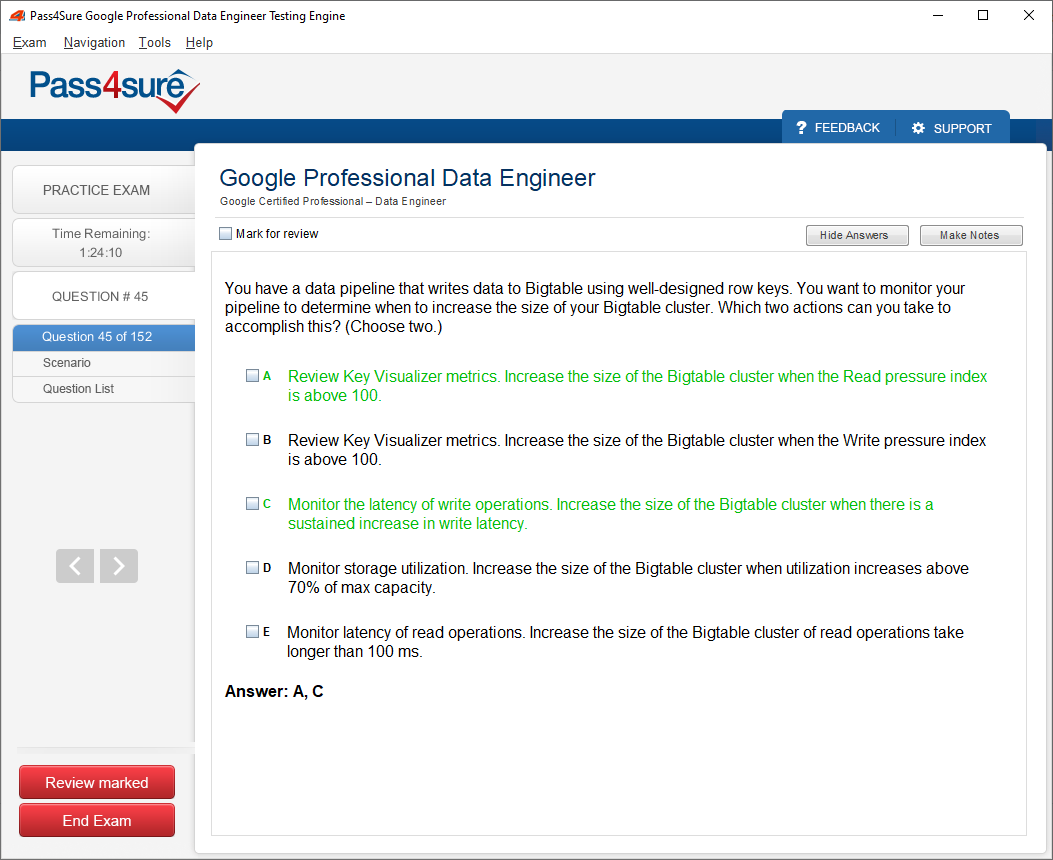 Pass4Sure Google Professional Data Engineer Testing Engine
Exam Navigation Tools Help
Pass4sure
? FEEDBACK SUPPORT
PRACTICE EXAM
Time Remaining:
1:24:10
QUESTION # 45
Question 45 of 152
Scenario
Question List
Google Professional Data Engineer
Google Certified Professional – Data Engineer
Mark for review
Hide Answers Make Notes
You have a data pipeline that writes data to Bigtable using well-designed row keys. You want to monitor your
pipeline to determine when to increase the size of your Bigtable cluster. Which two actions can you take to
accomplish this? (Choose two.)
A Review Key Visualizer metrics. Increase the size of the Bigtable cluster when the Read pressure index
is above 100.
B Review Key Visualizer metrics. Increase the size of the Bigtable cluster when the Write pressure index
is above 100.
C Monitor the latency of write operations. Increase the size of the Bigtable cluster when there is a
sustained increase in write latency.
D Monitor storage utilization. Increase the size of the Bigtable cluster when utilization increases above
70% of max capacity.
E Monitor latency of read operations. Increase the size of the Bigtable cluster of read operations take
longer than 100 ms.
Answer: A, C
Review marked
End Exam